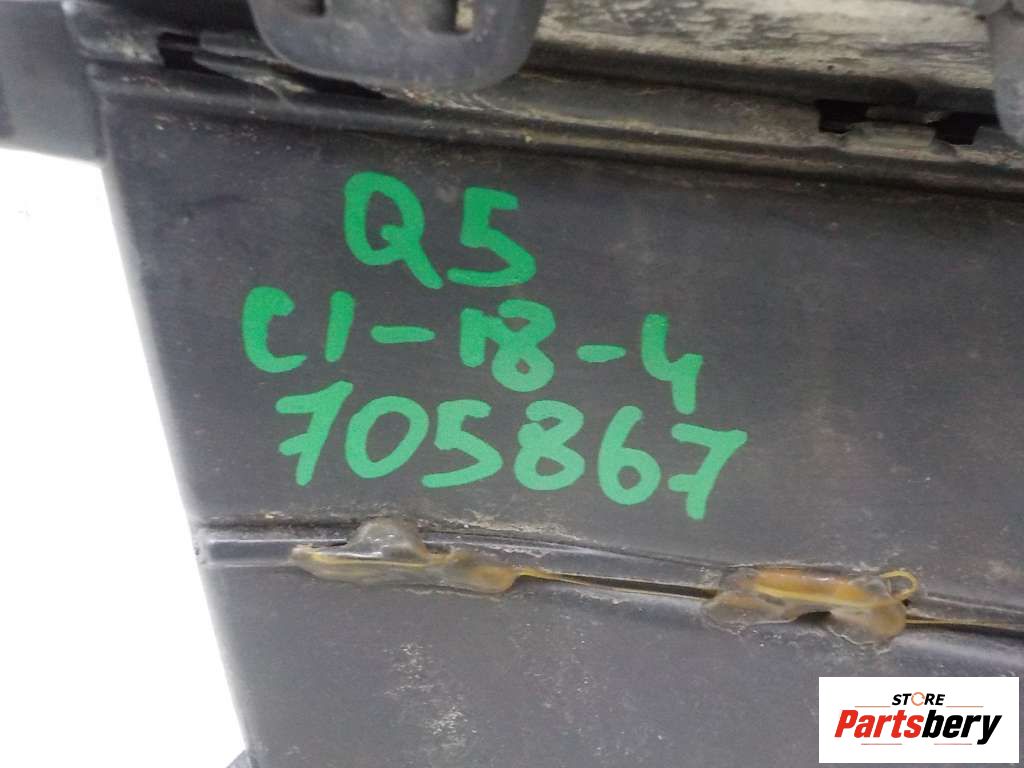 Q5
C1-18-4
705867
STORE
Partsbery